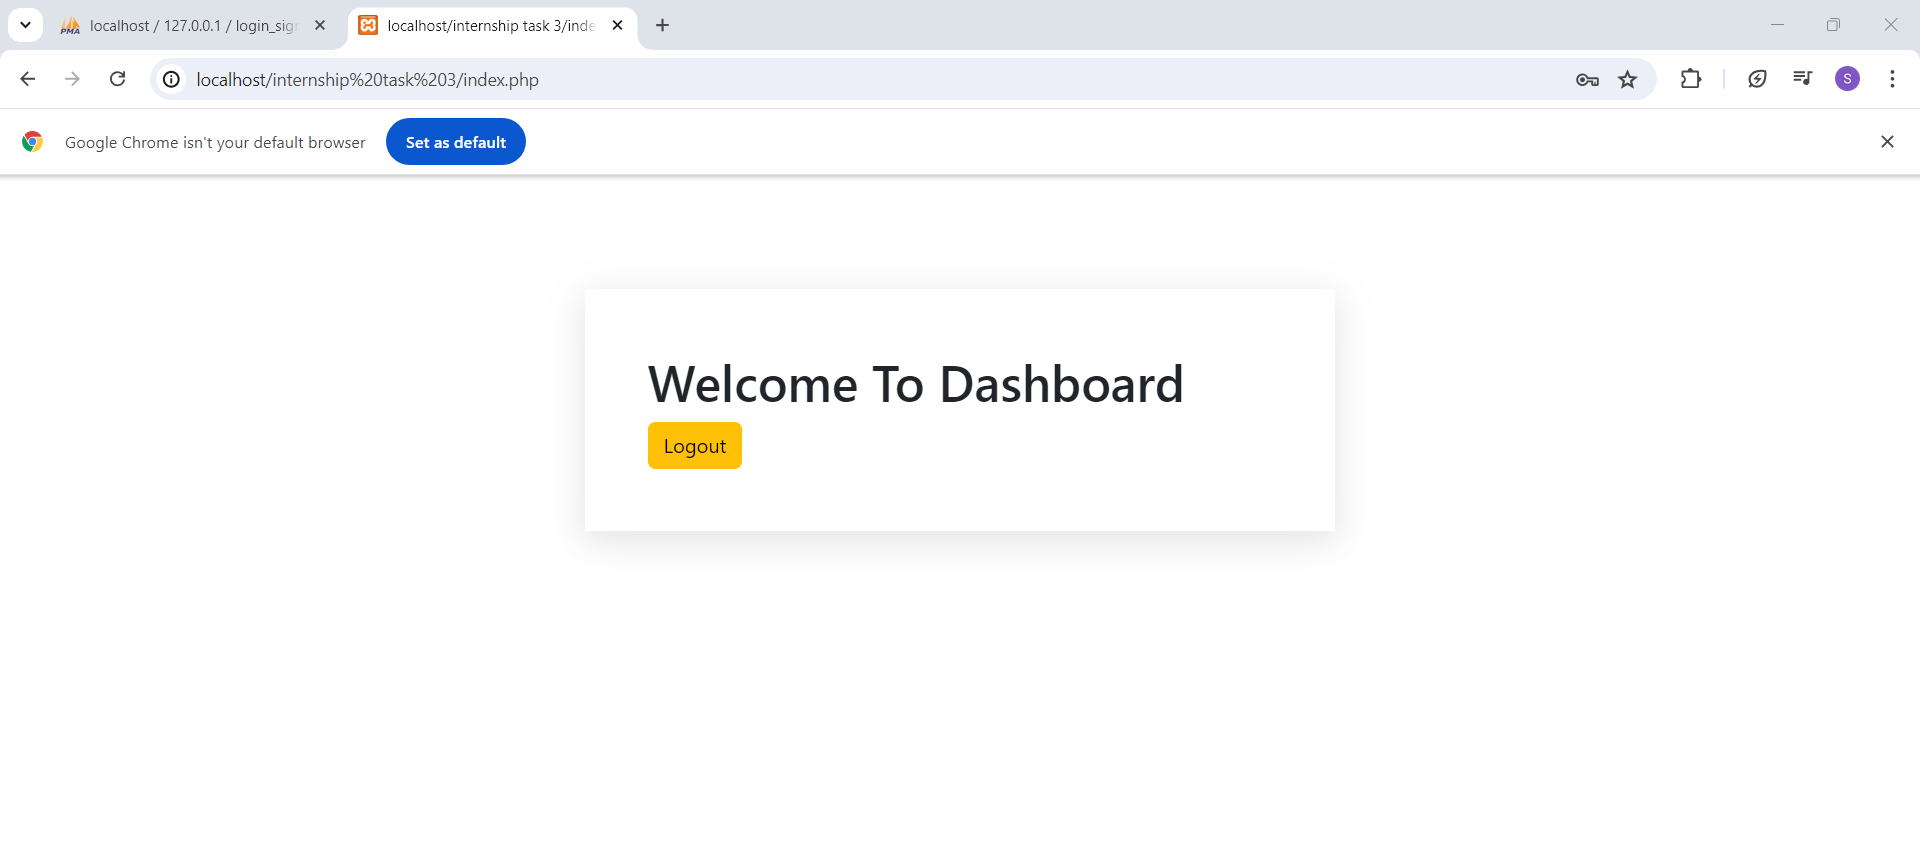 PMA
localhost / 127.0.0.1 / login_sig
localhost/internship task 3/inde
localhost/internship%20task%203/index.php
S
Google Chrome isn't your default browser
Set as default
Welcome To Dashboard
Logout